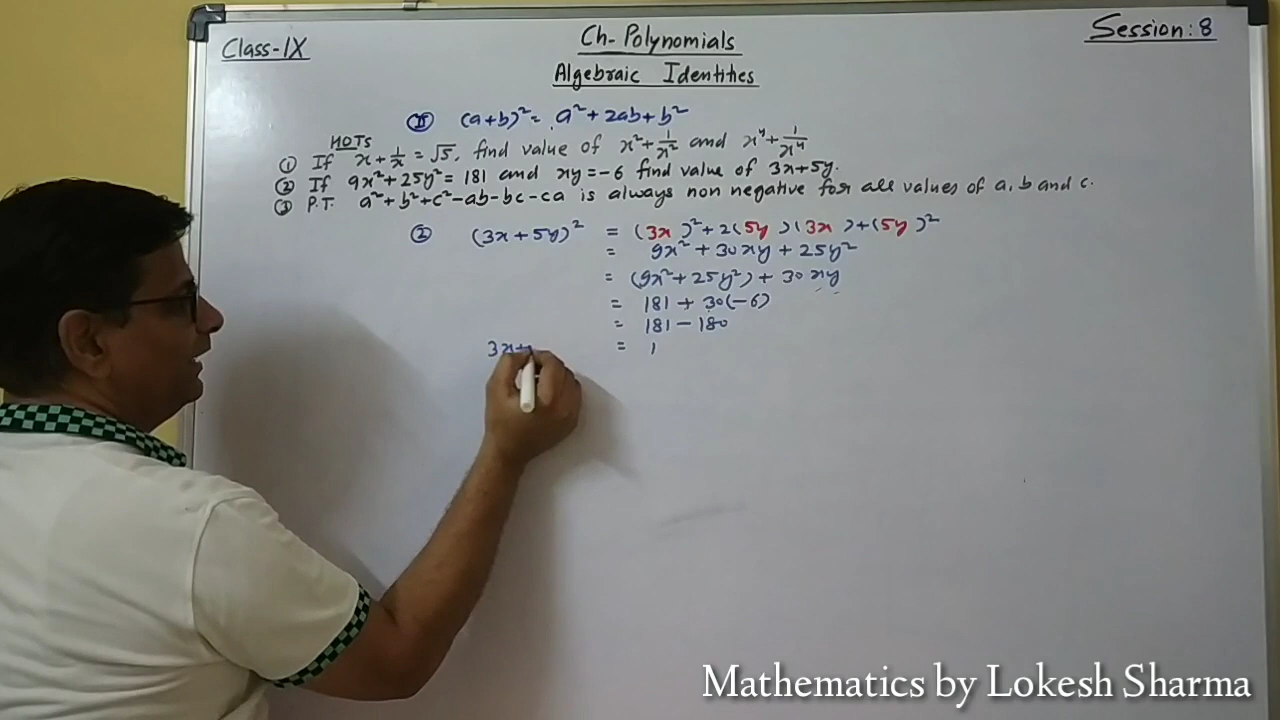 Class-IX
Ch-Polynomials
Session: 8
Algebraic Identities
(I) (a+b)² = a² + 2ab + b²
HOTS
① If x + 1/x = √5, find value of x² + 1/x² and x⁴ + 1/x⁴
② If 9x² + 25y² = 181 and xy = -6 find value of 3x + 5y.
③ P.T. a² + b² + c² - ab - bc - ca is always non negative for all values of a, b and c.
② (3x + 5y)² = (3x)² + 2(5y)(3x) + (5y)²
= 9x² + 30xy + 25y²
= (9x² + 25y²) + 30xy
= 181 + 30(-6)
= 181 - 180
3x+ = 1
Mathematics by Lokesh Sharma